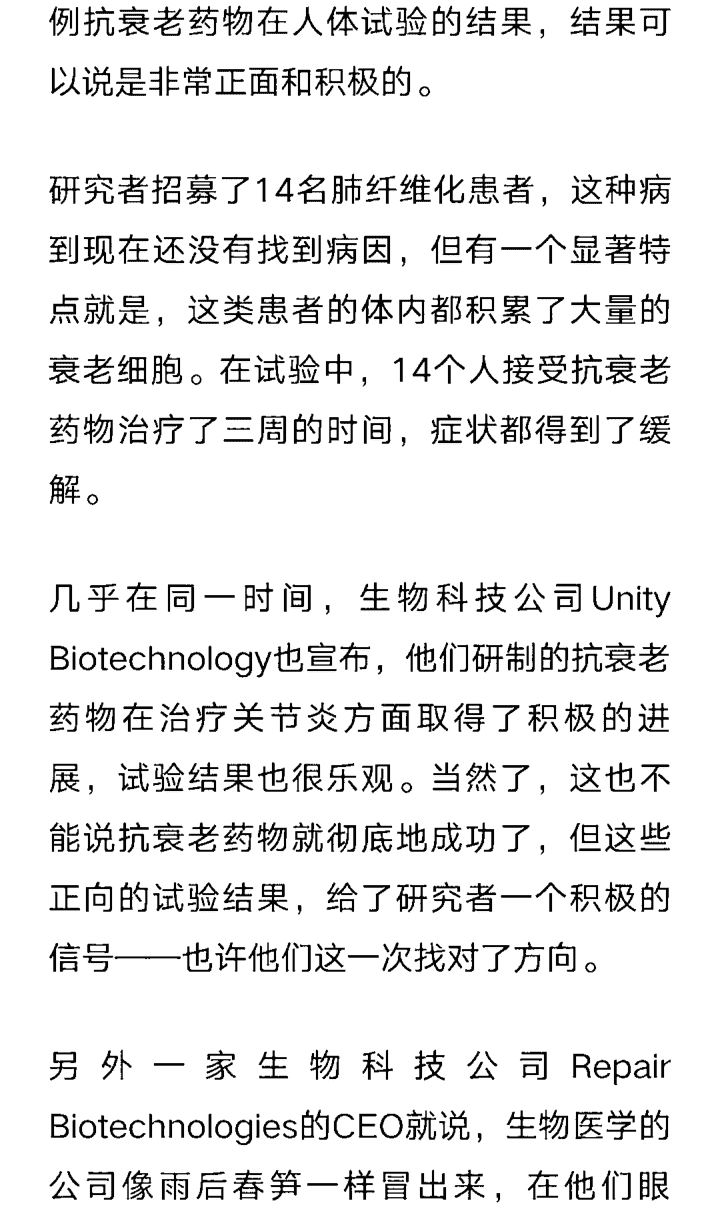 例抗衰老药物在人体试验的结果，结果可
以说是非常正面和积极的。
研究者招募了14名肺纤维化患者，这种病
到现在还没有找到病因，但有一个显著特
点就是，这类患者的体内都积累了大量的
衰老细胞。在试验中，14个人接受抗衰老
药物治疗了三周的时间，症状都得到了缓
解。
几乎在同一时间，生物科技公司Unity
Biotechnology也宣布，他们研制的抗衰老
药物在治疗关节炎方面取得了积极的进
展，试验结果也很乐观。当然了，这也不
能说抗衰老药物就彻底地成功了，但这些
正向的试验结果，给了研究者一个积极的
信号——也许他们这一次找对了方向。
另外一家生物科技公司Repair
Biotechnologies的CEO就说，生物医学的
公司像雨后春笋一样冒出来，在他们眼